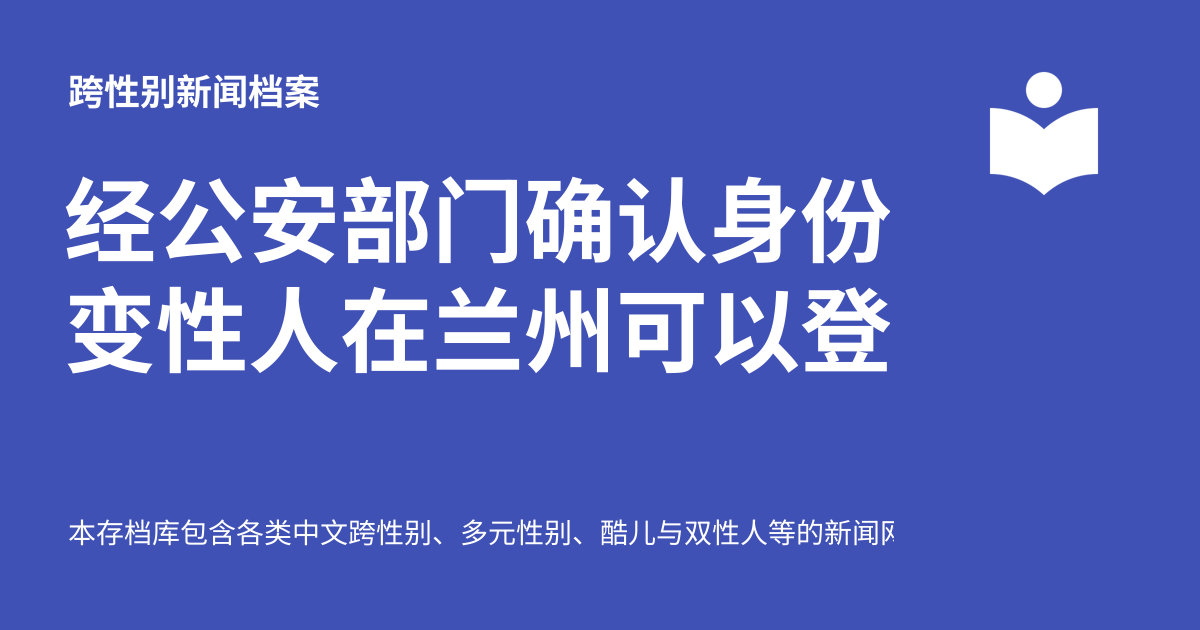 跨性别新闻档案
经公安部门确认身份
变性人在兰州可以登
本存档库包含各类中文跨性别、多元性别、酷儿与双性人等的新闻网